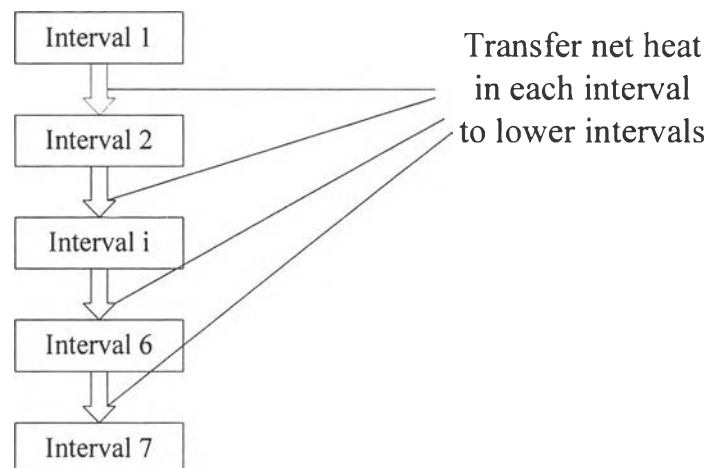 Interval 1
Interval 2
Interval i
Interval 6
Interval 7
Transfer net heat
in each interval
to lower intervals